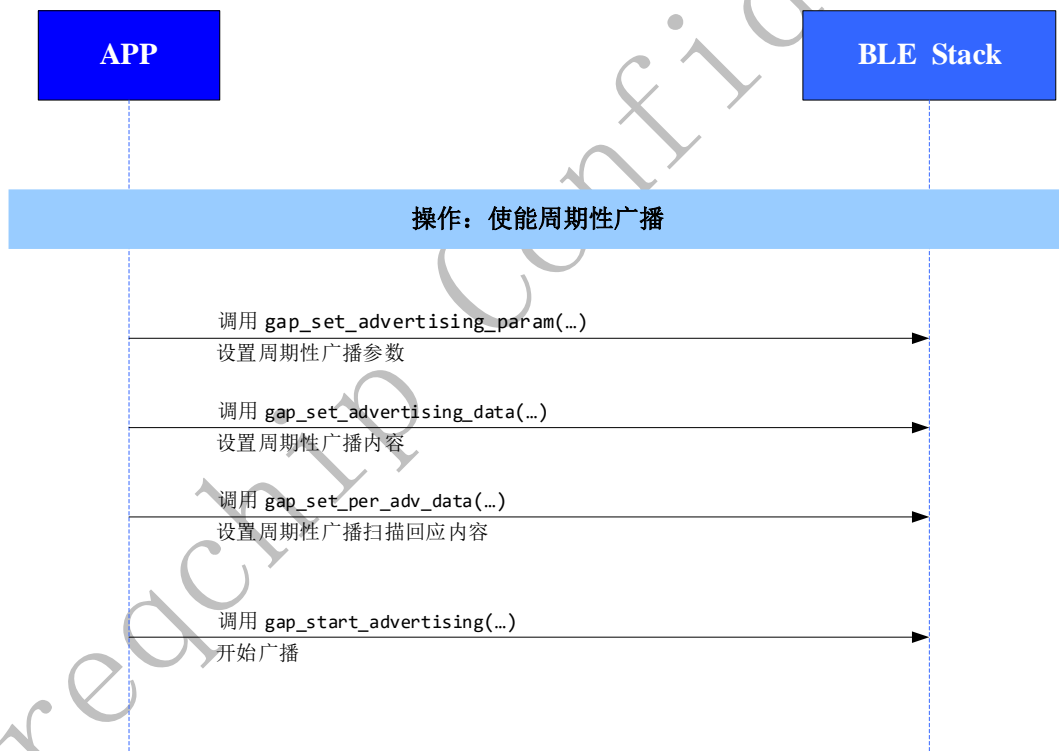 APP
BLE Stack
操作：使能周期性广播
调用 gap_set_advertising_param(…)
设置周期性广播参数
调用 gap_set_advertising_data(…)
设置周期性广播内容
调用 gap_set_per_adv_data(…)
设置周期性广播扫描回应内容
调用 gap_start_advertising(…)
开始广播
reqchip Confid